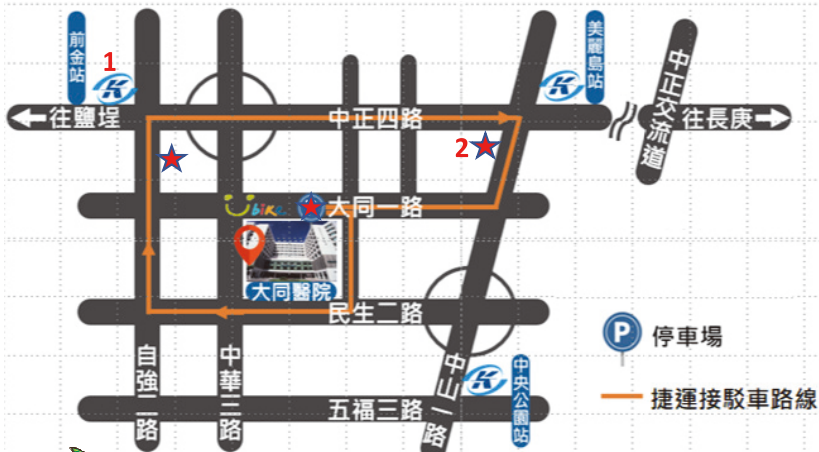 前金站
1
K
美麗島站
K
中正交流道
往鹽埕
中正四路
往長庚
2
Ubike
大同一路
大同醫院
民生二路
P 停車場
自強二路
中華三路
中山一路
K
中央公園站
五福三路
捷運接駁車路線